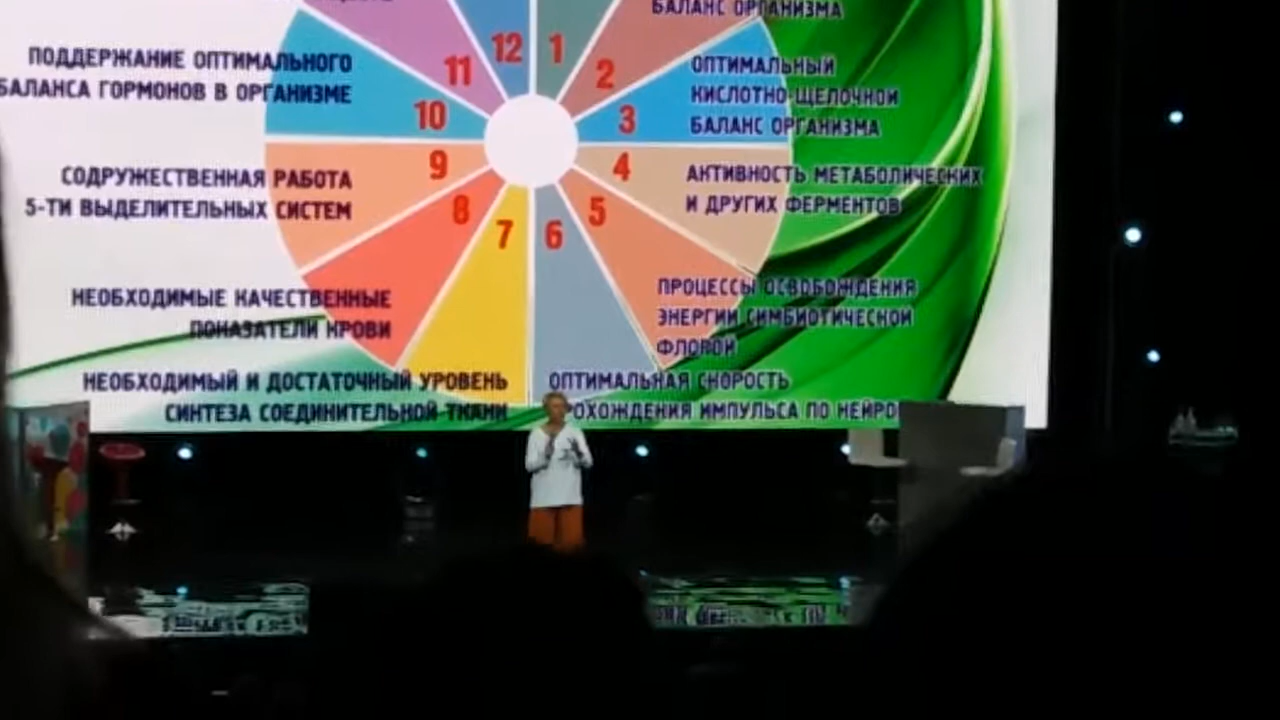 БАЛАНС ОРГАНИЗМА
12
1
11
2
ПОДДЕРЖАНИЕ ОПТИМАЛЬНОГО
БАЛАНСА ГОРМОНОВ В ОРГАНИЗМЕ
10
3
ОПТИМАЛЬНЫЙ
КИСЛОТНО-ЩЕЛОЧНОЙ
БАЛАНС ОРГАНИЗМА
9
4
СОДРУЖЕСТВЕННАЯ РАБОТА
5-ТИ ВЫДЕЛИТЕЛЬНЫХ СИСТЕМ
АКТИВНОСТЬ МЕТАБОЛИЧЕСКИХ
И ДРУГИХ ФЕРМЕНТОВ
8
5
7
6
НЕОБХОДИМЫЕ КАЧЕСТВЕННЫЕ
ПОКАЗАТЕЛИ КРОВИ
ПРОЦЕССЫ ОСВОБОЖДЕНИЯ
ЭНЕРГИИ СИМБИОТИЧЕСКОЙ
ФЛОРОЙ
НЕОБХОДИМЫЙ И ДОСТАТОЧНЫЙ УРОВЕНЬ
СИНТЕЗА СОЕДИНИТЕЛЬНОЙ ТКАНИ
ОПТИМАЛЬНАЯ СКОРОСТЬ
РОХОЖДЕНИЯ ИМПУЛЬСА ПО НЕЙРО